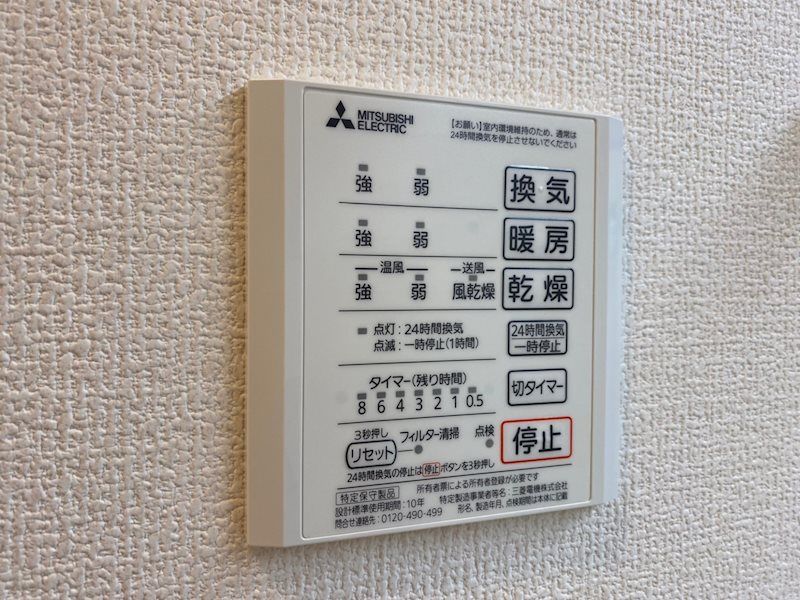 MITSUBISHI
ELECTRIC
【お願い】室内環境維持のため、通常は
24時間換気を停止させないでください
強 弱 換気
強 弱 暖房
温風 送風
強 弱 風乾燥 乾燥
点灯：24時間換気
点滅：一時停止(1時間)
24時間換気
一時停止
タイマー(残り時間)
8 6 4 3 2 1 0.5
切タイマー
3秒押し
リセット フィルター清掃 点検 停止
24時間換気の停止は停止ボタンを3秒押し
特定保守製品 所有者票による所有者登録が必要です
設計標準使用期間：10年 特定製造事業者等名：三菱電機株式会社
問合せ連絡先：0120-490-499 形名、製造年月、点検期間は本体に記載